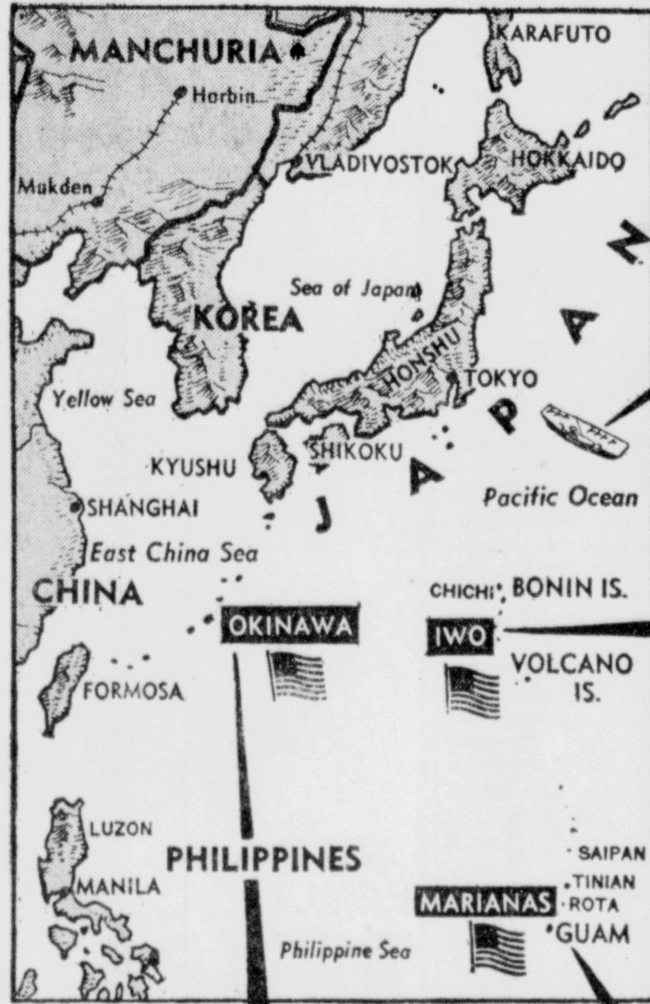 KARAFUTO
MANCHURIA
Harbin
VLADIVOSTOK
HOKKAIDO
Mukden
Sea of Japan
KOREA
HONSHU
TOKYO
JAPAN
Yellow Sea
KYUSHU
SHIKOKU
SHANGHAI
Pacific Ocean
East China Sea
CHINA
CHICHI
BONIN IS.
OKINAWA
IWO
VOLCANO
IS.
FORMOSA
LUZON
PHILIPPINES
SAIPAN
TINIAN
MANILA
MARIANAS
ROTA
GUAM
Philippine Sea